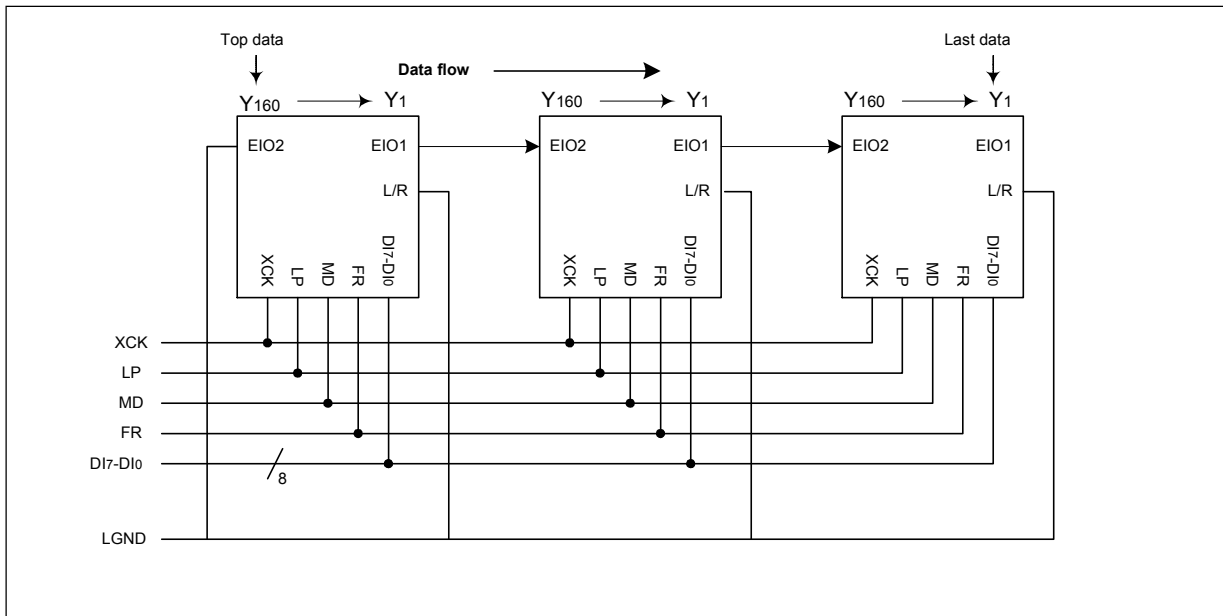 Top data
Last data
Data flow
Y160 Y1 Y160 Y1 Y160 Y1
EIO2 EIO1 EIO2 EIO1 EIO2 EIO1
L/R L/R L/R
XCK LP MD FR DI7-DI0 XCK LP MD FR DI7-DI0 XCK LP MD FR DI7-DI0
XCK
LP
MD
FR
DI7-DI0
8
LGND